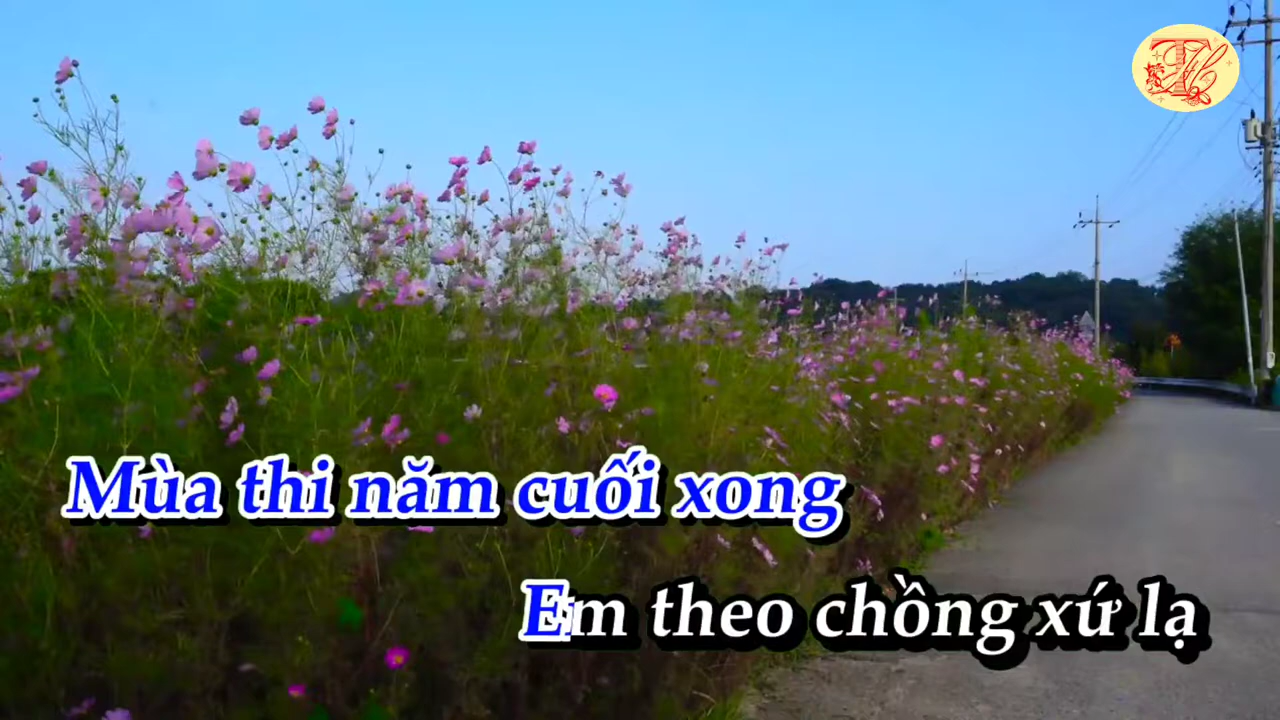 Mùa thi năm cuối xong
Em theo chồng xứ lạ